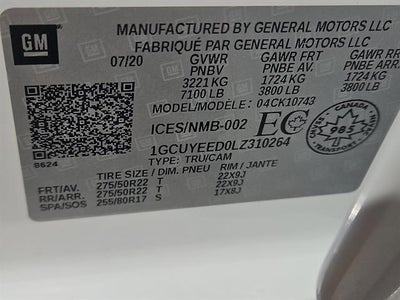 MANUFACTURED BY GENERAL MOTORS LLC
FABRIQUÉ PAR GENERAL MOTORS LLC
GM
07/20 GVWR GAWR FRT GAWR RR
PNBV PNBE AV. PNBE ARR.
3221 KG 1724 KG 1724 KG
7100 LB 3800 LB 3800 LB
MODEL/MODÈLE: 04CK10743
ICES/NMB-002 EC CANADA 985
1GCUYEED0LZ310264
TYPE: TRU/CAM
S624
TIRE SIZE / DIM. PNEU RIM / JANTE
FRT/AV. 275/50R22 T 22X9J
RR/ARR. 275/50R22 T 22X9J
SPA/SOS 255/80R17 S 17X8J